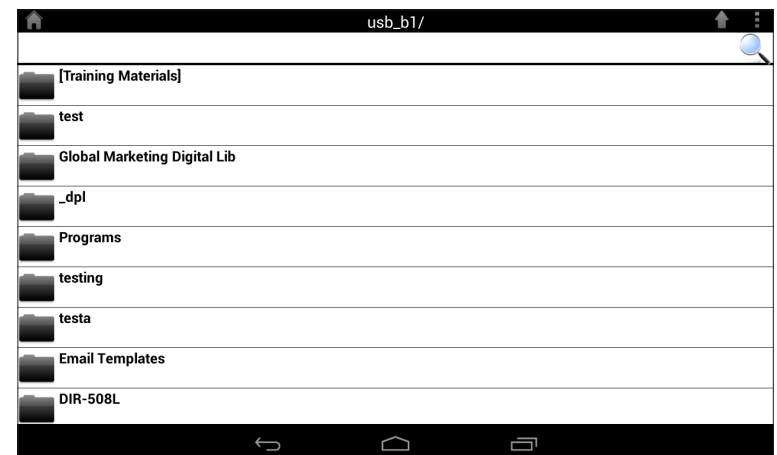 usb_b1/
[Training Materials]
test
Global Marketing Digital Lib
_dpl
Programs
testing
testa
Email Templates
DIR-508L